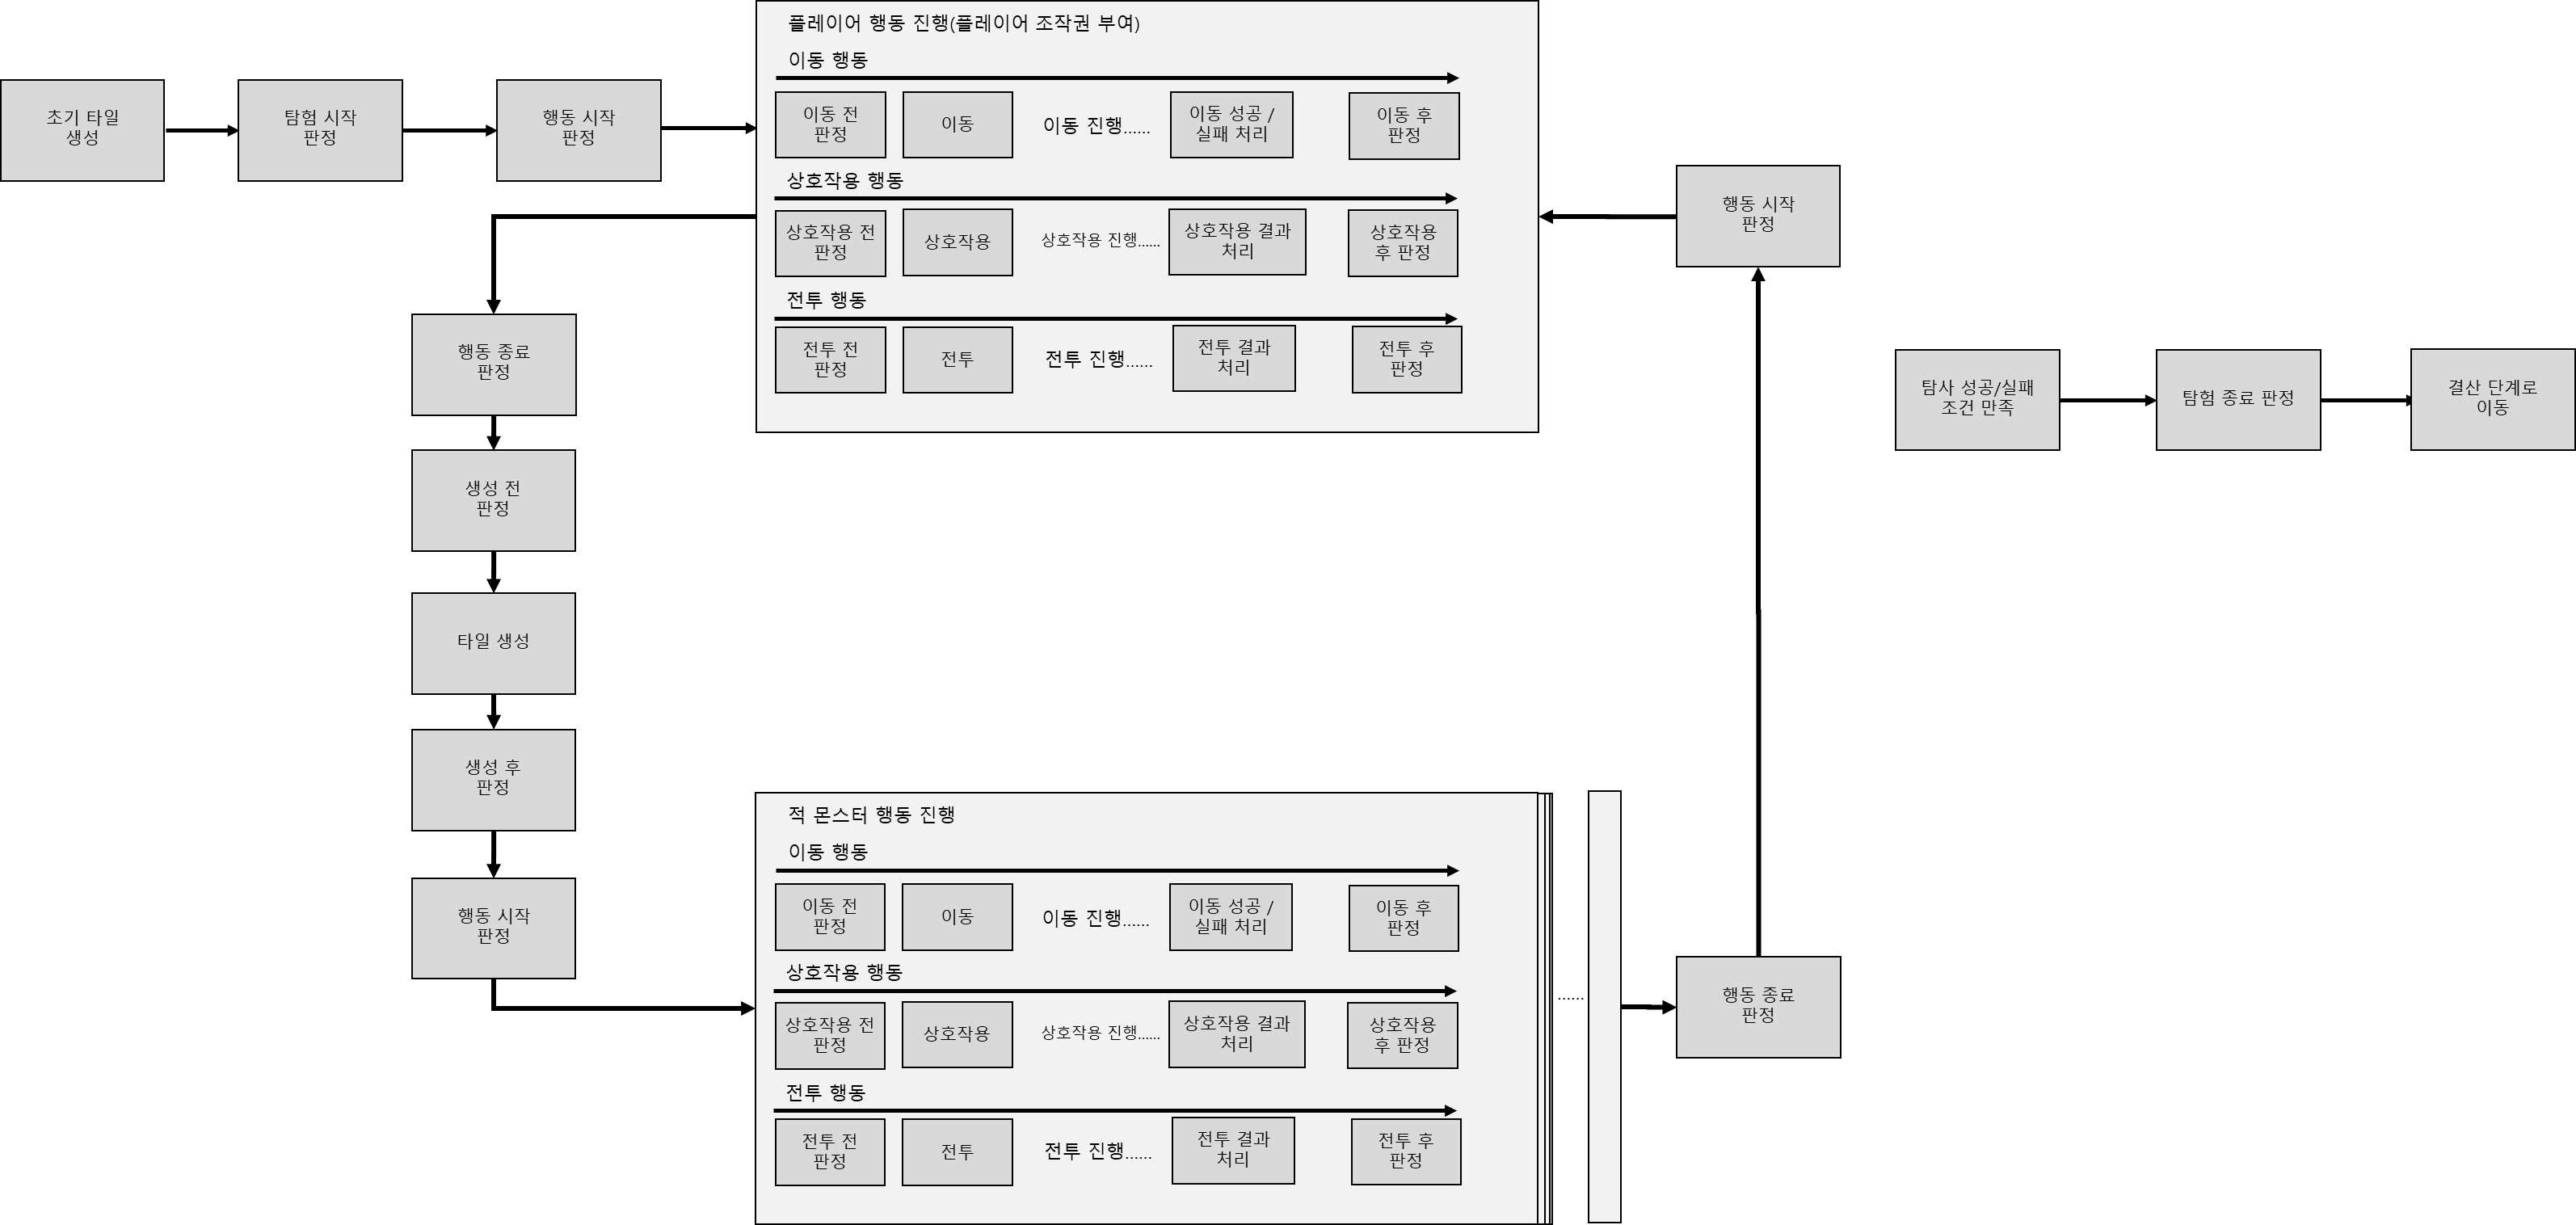 플레이어 행동 진행(플레이어 조작권 부여)
초기 타일
생성
탐험 시작
판정
행동 시작
판정
이동 행동
이동 전
판정
이동
이동 진행......
이동 성공 /
실패 처리
이동 후
판정
상호작용 행동
상호작용 전
판정
상호작용
상호작용 진행......
상호작용 결과
처리
상호작용
후 판정
전투 행동
전투 전
판정
전투
전투 진행......
전투 결과
처리
전투 후
판정
행동 시작
판정
행동 종료
판정
생성 전
판정
타일 생성
생성 후
판정
행동 시작
판정
탐사 성공/실패
조건 만족
탐험 종료 판정
결산 단계로
이동
적 몬스터 행동 진행
이동 행동
이동 전
판정
이동
이동 진행......
이동 성공 /
실패 처리
이동 후
판정
상호작용 행동
상호작용 전
판정
상호작용
상호작용 진행......
상호작용 결과
처리
상호작용
후 판정
전투 행동
전투 전
판정
전투
전투 진행......
전투 결과
처리
전투 후
판정
......
행동 종료
판정